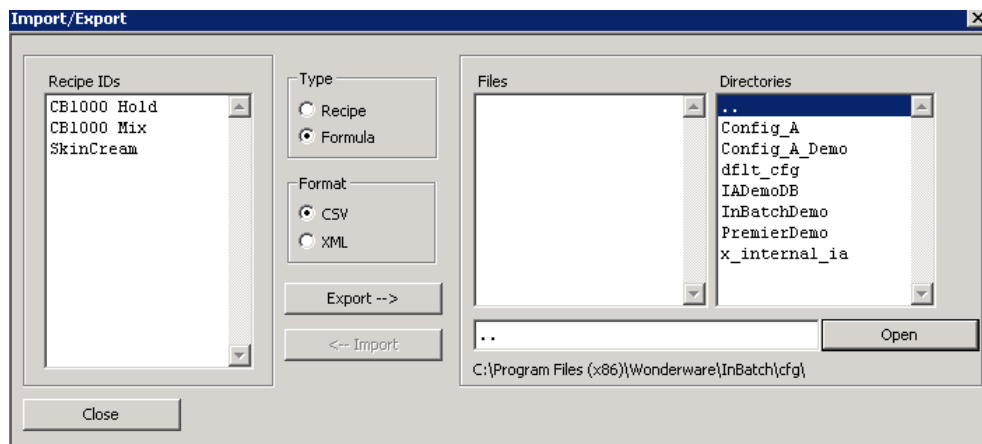 Import/Export
Recipe IDs
CB1000 Hold
CB1000 Mix
SkinCream
Type
Recipe
Formula
Format
CSV
XML
Export -->
<-- Import
Files
Directories
..
Config_A
Config_A_Demo
dflt_cfg
IADemoDB
InBatchDemo
PremierDemo
x_internal_ia
..
Open
C:\Program Files (x86)\Wonderware\InBatch\cfg\
Close